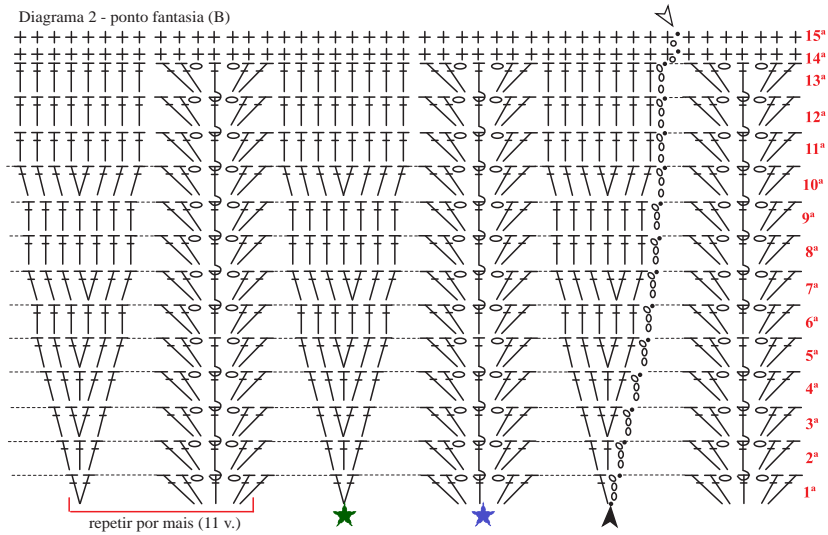 Diagrama 2 - ponto fantasia (B)
15ª
14ª
13ª
12ª
11ª
10ª
9ª
8ª
7ª
6ª
5ª
4ª
3ª
2ª
1ª
repetir por mais (11 v.)